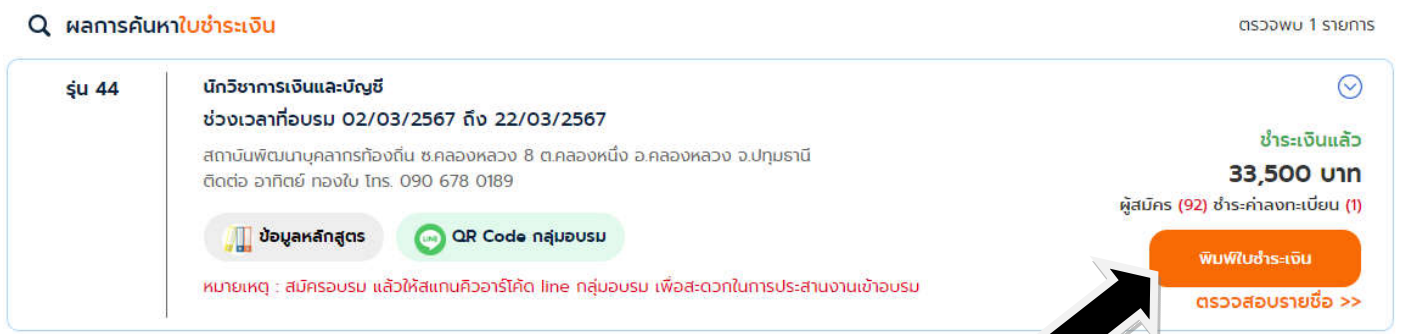 ผลการค้นหาใบชำระเงิน
ตรวจพบ 1 รายการ
รุ่น 44
นักวิชาการเงินและบัญชี
ช่วงเวลาที่อบรม 02/03/2567 ถึง 22/03/2567
สถาบันพัฒนาบุคลากรท้องถิ่น ซ.คลองหลวง 8 ต.คลองหนึ่ง อ.คลองหลวง จ.ปทุมธานี
ติดต่อ อาทิตย์ ทองใบ โทร. 090 678 0189
ชำระเงินแล้ว
33,500 บาท
ผู้สมัคร (92) ชำระค่าลงทะเบียน (1)
ข้อมูลหลักสูตร
LINE QR Code กลุ่มอบรม
พิมพ์ใบชำระเงิน
หมายเหตุ : สมัครอบรม แล้วให้สแกนคิวอาร์โค้ด line กลุ่มอบรม เพื่อสะดวกในการประสานงานเข้าอบรม
ตรวจสอบรายชื่อ >>